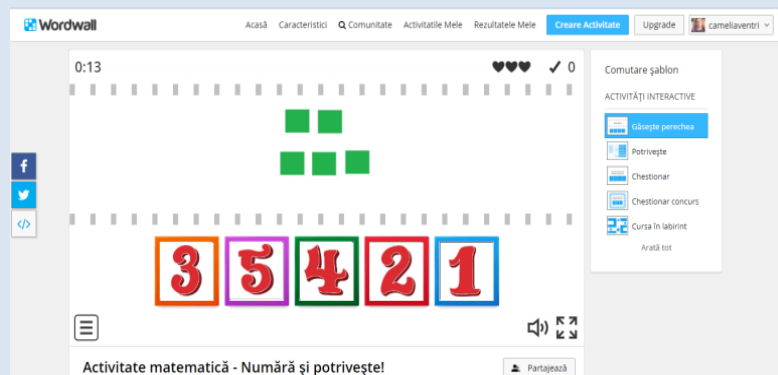 Wordwall
Acasă Caracteristici Comunitate Activitatile Mele Rezultatele Mele Creare Activitate Upgrade cameliaventri
0:13 0
3 5 4 2 1
Activitate matematică - Numără și potrivește!
Partajează
Comutare șablon
ACTIVITĂȚI INTERACTIVE
Găsește perechea
Potrivește
Chestionar
Chestionar concurs
Cursa în labirint
Arată tot